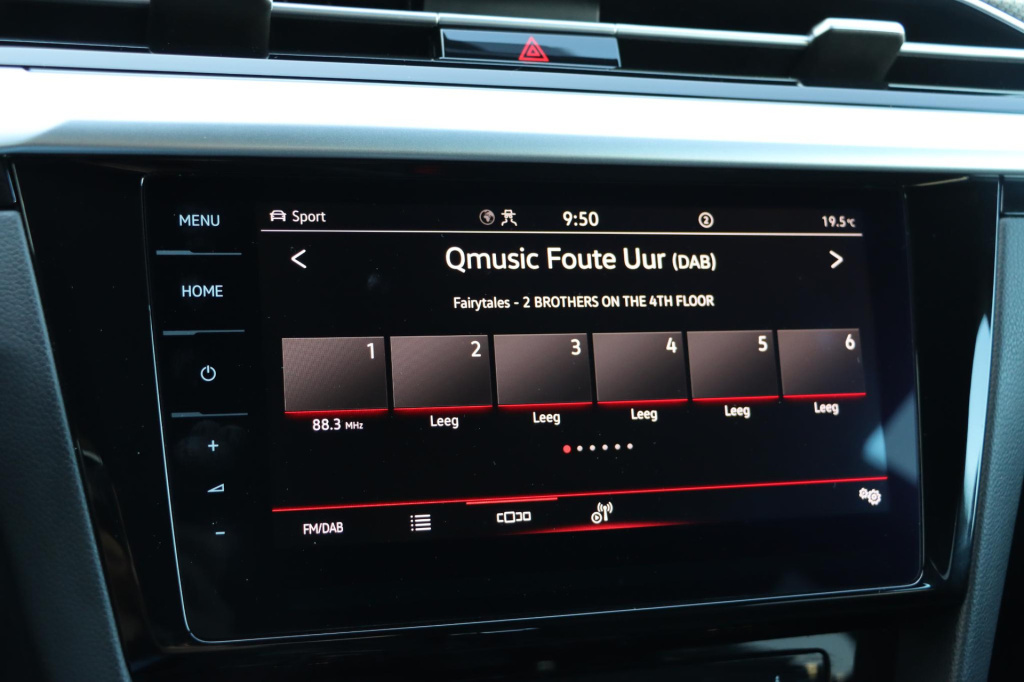 MENU
HOME
+
-
Sport
9:50
2
19.5°C
< Qmusic Foute Uur (DAB) >
Fairytales - 2 BROTHERS ON THE 4TH FLOOR
1 2 3 4 5 6
88.3 MHz Leeg Leeg Leeg Leeg Leeg
FM/DAB